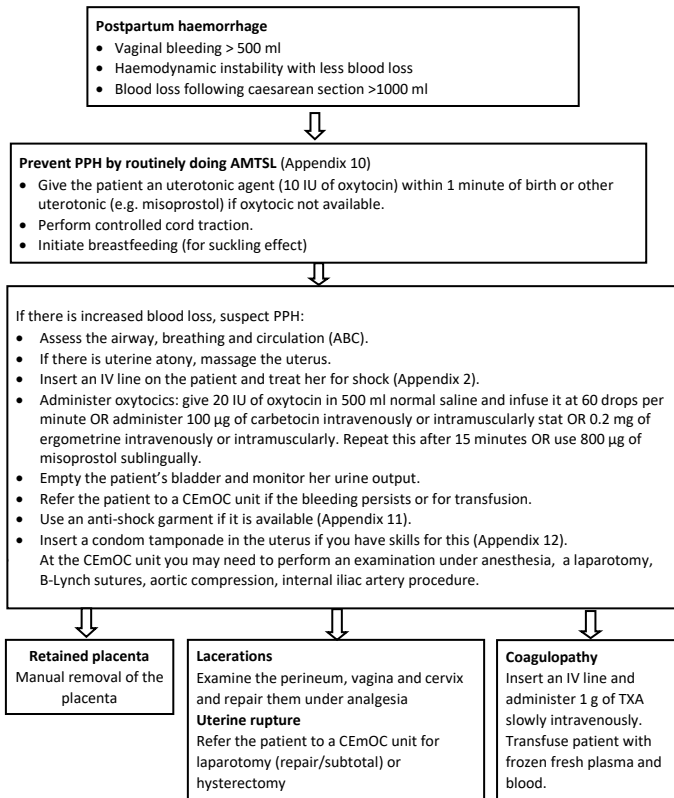 Postpartum haemorrhage
• Vaginal bleeding > 500 ml
• Haemodynamic instability with less blood loss
• Blood loss following caesarean section >1000 ml
Prevent PPH by routinely doing AMTSL (Appendix 10)
• Give the patient an uterotonic agent (10 IU of oxytocin) within 1 minute of birth or other
uterotonic (e.g. misoprostol) if oxytocic not available.
• Perform controlled cord traction.
• Initiate breastfeeding (for suckling effect)
If there is increased blood loss, suspect PPH:
• Assess the airway, breathing and circulation (ABC).
• If there is uterine atony, massage the uterus.
• Insert an IV line on the patient and treat her for shock (Appendix 2).
• Administer oxytocics: give 20 IU of oxytocin in 500 ml normal saline and infuse it at 60 drops per
minute OR administer 100 µg of carbetocin intravenously or intramuscularly stat OR 0.2 mg of
ergometrine intravenously or intramuscularly. Repeat this after 15 minutes OR use 800 µg of
misoprostol sublingually.
• Empty the patient's bladder and monitor her urine output.
• Refer the patient to a CEmOC unit if the bleeding persists or for transfusion.
• Use an anti-shock garment if it is available (Appendix 11).
• Insert a condom tamponade in the uterus if you have skills for this (Appendix 12).
At the CEmOC unit you may need to perform an examination under anesthesia, a laparotomy,
B-Lynch sutures, aortic compression, internal iliac artery procedure.
Retained placenta
Manual removal of the
placenta
Lacerations
Examine the perineum, vagina and cervix
and repair them under analgesia
Uterine rupture
Refer the patient to a CEmOC unit for
laparotomy (repair/subtotal) or
hysterectomy
Coagulopathy
Insert an IV line and
administer 1 g of TXA
slowly intravenously.
Transfuse patient with
frozen fresh plasma and
blood.